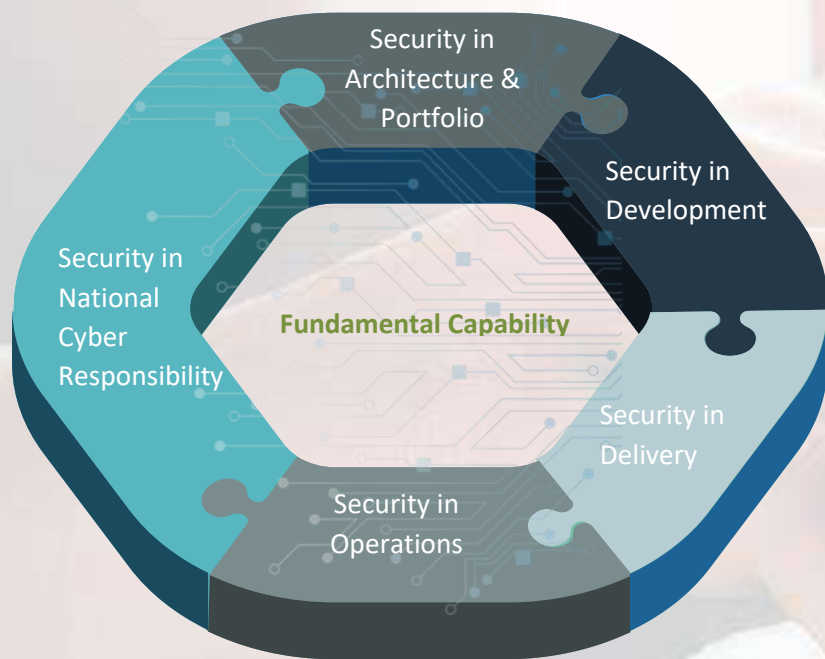 Security in
Architecture &
Portfolio
Security in
Development
Security in
National
Cyber
Responsibility
Fundamental Capability
Security in
Delivery
Security in
Operations